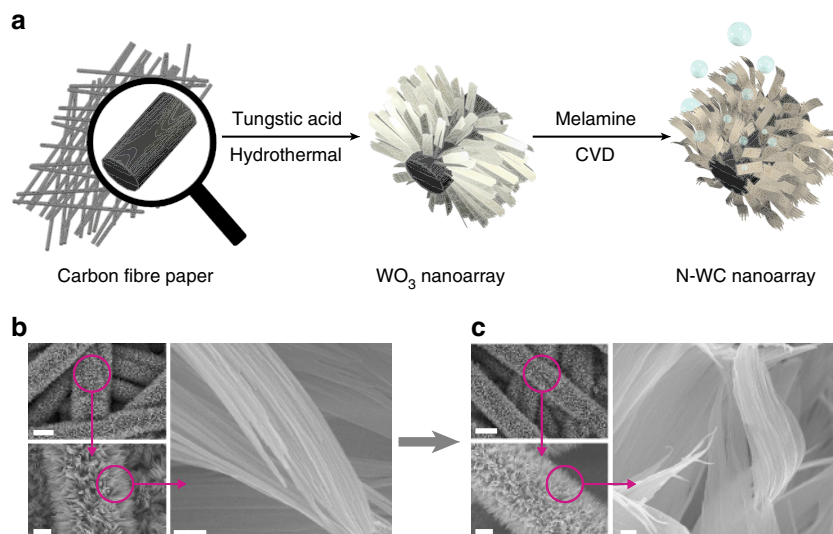 a
Tungstic acid
Hydrothermal
Melamine
CVD
Carbon fibre paper
WO₃ nanoarray
N-WC nanoarray
b
c